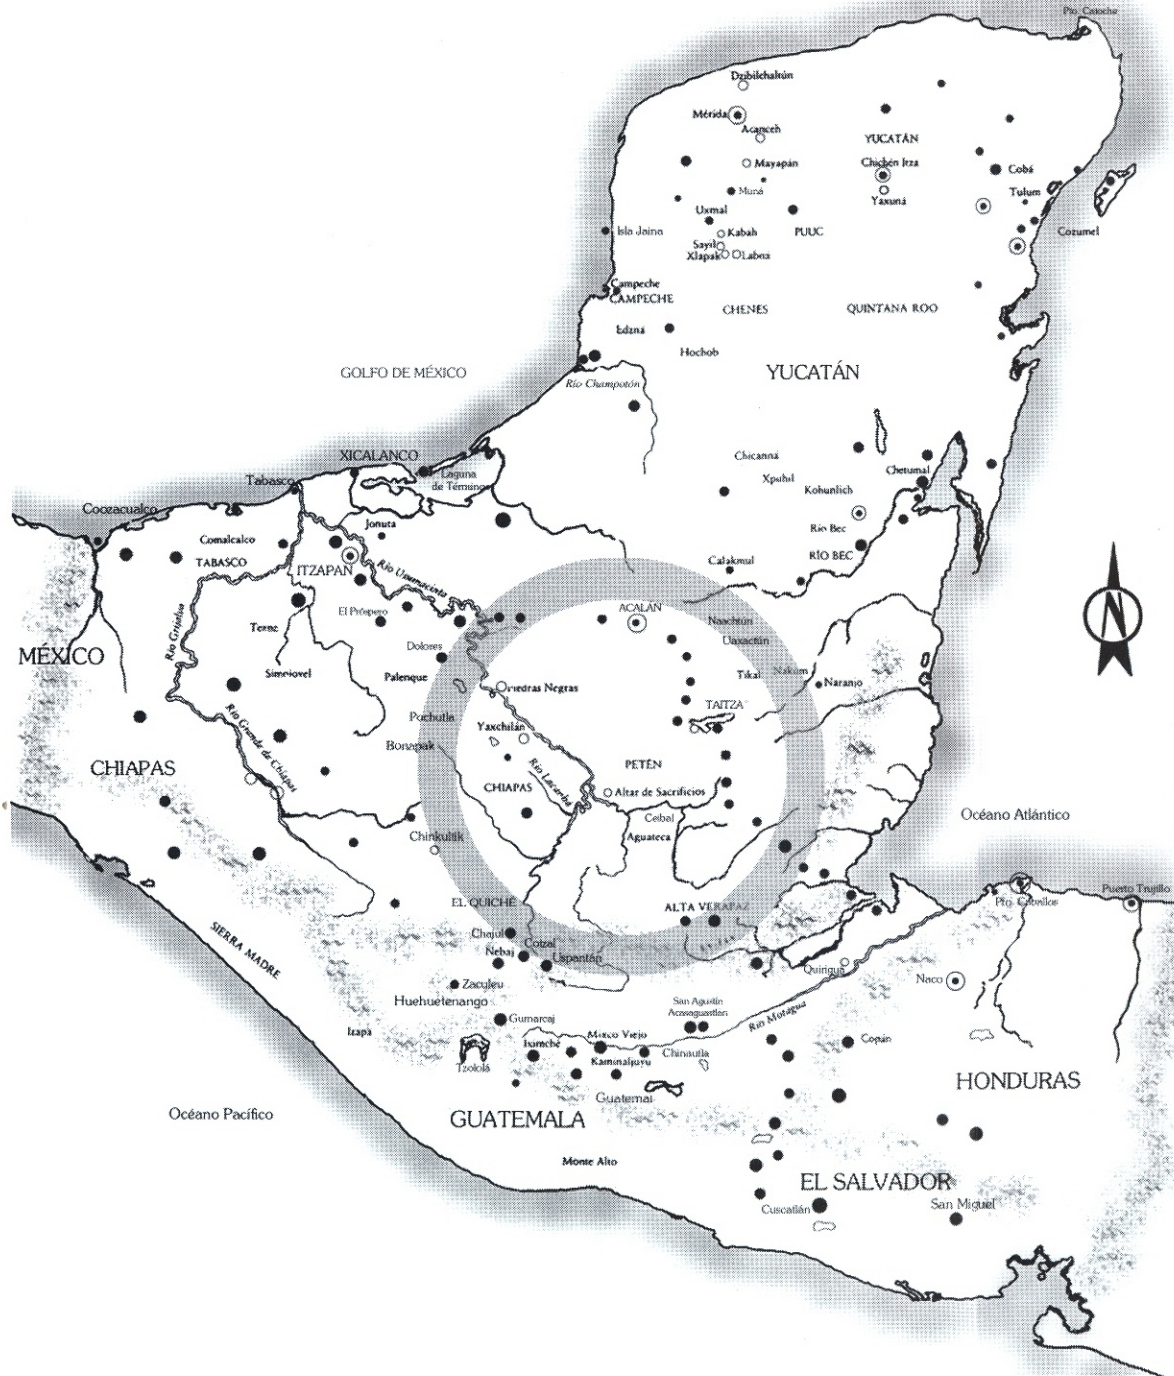 Pto. Catoche
Dzibilchaltún
Mérida
Acanceh
YUCATÁN
Mayapán
Chichén Itza
Cobá
Muná
Yaxuná
Tulum
Uxmal
Isla Jaina
Kabah
PUUC
Cozumel
Sayil
Xlapak
Labna
Campeche
CAMPECHE
CHENES
QUINTANA ROO
Edzná
Hochob
GOLFO DE MÉXICO
YUCATÁN
Río Champotón
XICALANCO
Chicanná
Tabasco
Laguna
de Términos
Xpuhil
Chetumal
Kohunlich
Coozacualco
Jonuta
Río Bec
Comalcalco
RÍO BEC
TABASCO
ITZAPAN
Río Usumacinta
Calakmul
N
El Próspero
ACALAN
Río Grijalva
Naachtún
Uaxactún
MÉXICO
Dolores
Simojovel
Palenque
Tikal
Nakum
Naranjo
Piedras Negras
TAITZA
Pochutla
Yaxchilán
Río Grande de Chiapas
Bonapak
CHIAPAS
PETÉN
Río Lacanhá
CHIAPAS
Altar de Sacrificios
Océano Atlántico
Ceibal
Chinkultik
Aguateca
Puerto Trujillo
EL QUICHÉ
ALTA VERAPAZ
Pto. Caballos
SIERRA MADRE
Chajul
Cotzal
Nebaj
Uspantán
Quiriguá
Naco
Zaculeu
Huehuetenango
San Agustín
Acasaguastlán
Gumarcaj
Río Motagua
Izapa
Mixco Viejo
Iximché
Copán
Chinautla
Kaminaljuyú
Tzololá
HONDURAS
Guatemal
Océano Pacífico
GUATEMALA
Monte Alto
EL SALVADOR
Cuscatlán
San Miguel